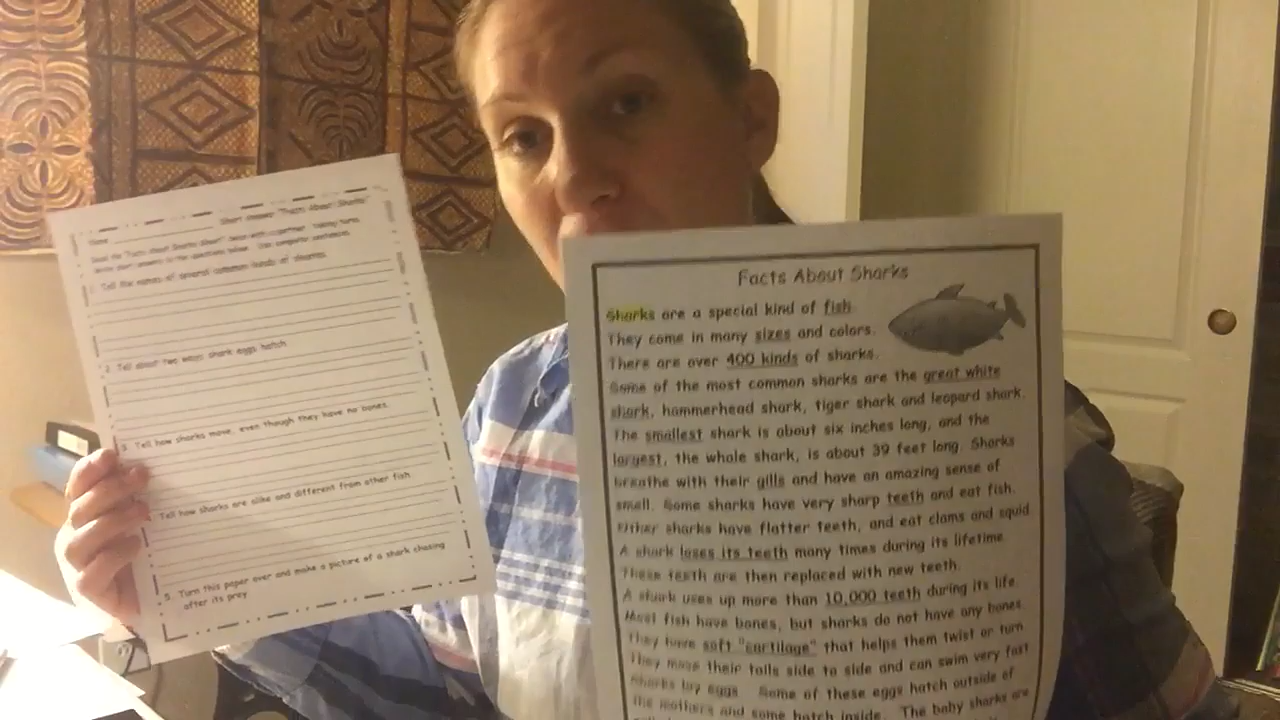 Short Answer "Facts About Sharks"
Name
Read the "Facts About Sharks Sheet" twice with a partner. Taking turns,
write short answers to the questions below. Use complete sentences.
1. Tell the names of several common kinds of sharks.
2. Tell about two ways shark eggs hatch
3. Tell how sharks move, even though they have no bones.
4. Tell how sharks are alike and different from other fish
5. Turn this paper over and make a picture of a shark chasing
after its prey
Facts About Sharks
Sharks are a special kind of fish.
They come in many sizes and colors.
There are over 400 kinds of sharks.
Some of the most common sharks are the great white
shark, hammerhead shark, tiger shark and leopard shark.
The smallest shark is about six inches long, and the
largest, the whale shark, is about 39 feet long. Sharks
breathe with their gills and have an amazing sense of
smell. Some sharks have very sharp teeth and eat fish.
Other sharks have flatter teeth, and eat clams and squid
A shark loses its teeth many times during its lifetime
These teeth are then replaced with new teeth.
A shark uses up more than 10,000 teeth during its life.
Most fish have bones, but sharks do not have any bones.
They have soft "cartilage" that helps them twist or turn
They move their tails side to side and can swim very fast
Sharks lay eggs. Some of these eggs hatch outside of
the mothers and some hatch inside. The baby sharks are